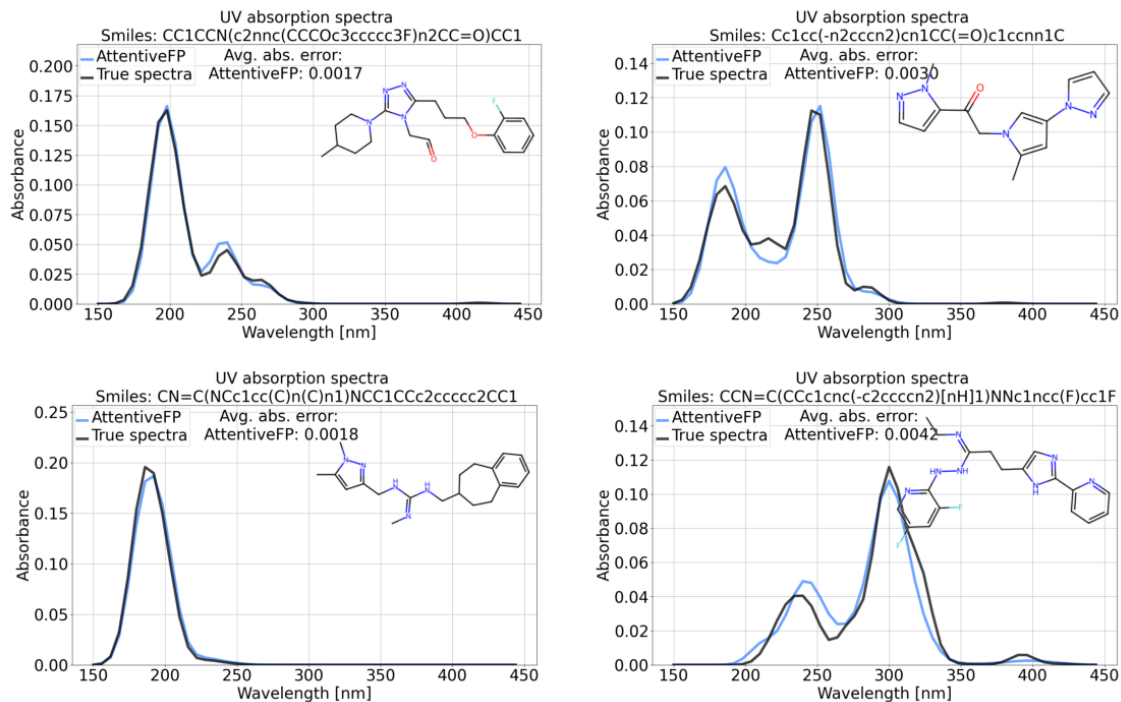 UV absorption spectra
Smiles: CC1CCN(c2nnc(CCCOc3ccccc3F)n2CC=O)CC1
AttentiveFP
True spectra
Avg. abs. error:
AttentiveFP: 0.0017
0.200
0.175
0.150
0.125
0.100
0.075
0.050
0.025
0.000
Absorbance
N
N
N
N
F
O
O
150 200 250 300 350 400 450
Wavelength [nm]
UV absorption spectra
Smiles: Cc1cc(-n2cccn2)cn1CC(=O)c1ccnn1C
AttentiveFP
True spectra
Avg. abs. error:
AttentiveFP: 0.0030
0.14
0.12
0.10
0.08
0.06
0.04
0.02
0.00
Absorbance
O
N
N
N
N
N
150 200 250 300 350 400 450
Wavelength [nm]
UV absorption spectra
Smiles: CN=C(NCc1cc(C)n(C)n1)NCC1CCc2ccccc2CC1
AttentiveFP
True spectra
Avg. abs. error:
AttentiveFP: 0.0018
0.25
0.20
0.15
0.10
0.05
0.00
Absorbance
N
N
H
N
H
N
N
150 200 250 300 350 400 450
Wavelength [nm]
UV absorption spectra
Smiles: CCN=C(CCc1cnc(-c2ccccn2)[nH]1)NNc1ncc(F)cc1F
AttentiveFP
True spectra
Avg. abs. error:
AttentiveFP: 0.0042
0.14
0.12
0.10
0.08
0.06
0.04
0.02
0.00
Absorbance
N
NH
NH
N
F
F
N
N
H
N
150 200 250 300 350 400 450
Wavelength [nm]